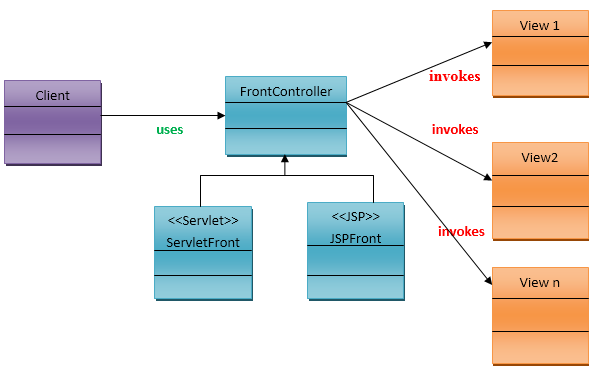 View 1
Client
FrontController
invokes
uses
invokes
View2
<<Servlet>>
ServletFront
<<JSP>>
JSPFront
invokes
View n